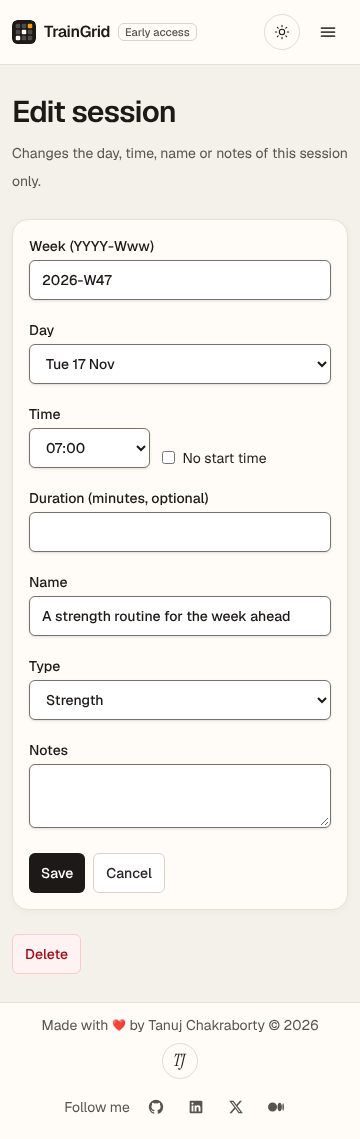 TrainGrid Early access
Edit session
Changes the day, time, name or notes of this session
only.
Week (YYYY-Www)
2026-W47
Day
Tue 17 Nov
Time
07:00
No start time
Duration (minutes, optional)
Name
A strength routine for the week ahead
Type
Strength
Notes
Save Cancel
Delete
Made with ❤️ by Tanuj Chakraborty © 2026
TJ
Follow me